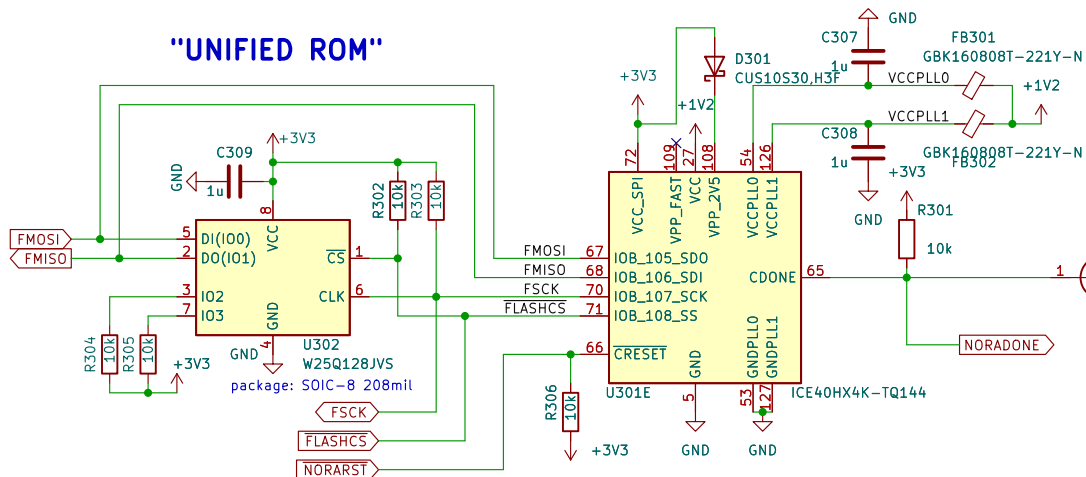 "UNIFIED ROM"
GND
C307
1u
FB301
GBK160808T-221Y-N
D301
CUS10S30,H3F
+3V3
+1V2
VCCPLL0
+1V2
VCCPLL1
C308
1u
GBK160808T-221Y-N
FB302
+3V3
GND
+3V3
C309
GND
1u
R302
10k
R303
10k
72
109
27
108
54
126
VCC_SPI
VPP_FAST
VCC
VPP_2V5
VCCPLL0
VCCPLL1
R301
10k
8
VCC
FMOSI
5
DI(IO0)
FMISO
2
DO(IO1)
CS
1
CLK
6
3
IO2
7
IO3
GND
4
GND
U302
W25Q128JVS
package: SOIC-8 208mil
R304
10k
R305
10k
+3V3
FMOSI
67
IOB_105_SDO
FMISO
68
IOB_106_SDI
FSCK
70
IOB_107_SCK
FLASHCS
71
IOB_108_SS
66
CRESET
CDONE
65
1
NORADONE
GND
5
GND
GNDPLL0
GNDPLL1
53
127
GND
U301E
ICE40HX4K-TQ144
R306
10k
+3V3
FSCK
FLASHCS
NORARST